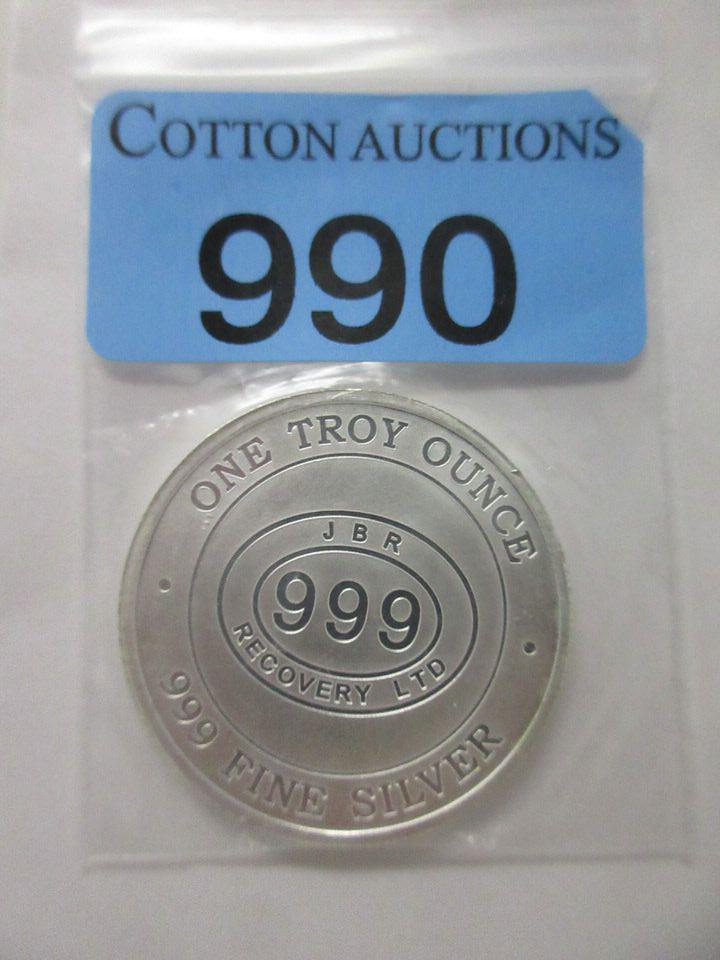 COTTON AUCTIONS
990
ONE TROY OUNCE
JBR
999
RECOVERY LTD
999 FINE SILVER